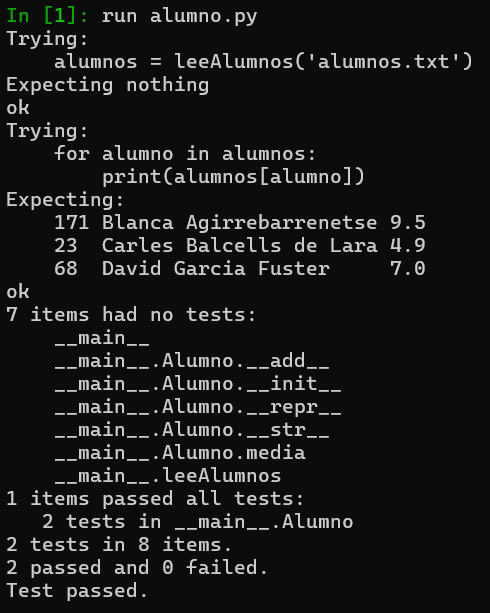 In [1]: run alumno.py
Trying:
    alumnos = leeAlumnos('alumnos.txt')
Expecting nothing
ok
Trying:
    for alumno in alumnos:
        print(alumnos[alumno])
Expecting:
    171 Blanca Agirrebarrenetse 9.5
    23  Carles Balcells de Lara 4.9
    68  David Garcia Fuster     7.0
ok
7 items had no tests:
    __main__
    __main__.Alumno.__add__
    __main__.Alumno.__init__
    __main__.Alumno.__repr__
    __main__.Alumno.__str__
    __main__.Alumno.media
    __main__.leeAlumnos
1 items passed all tests:
   2 tests in __main__.Alumno
2 tests in 8 items.
2 passed and 0 failed.
Test passed.